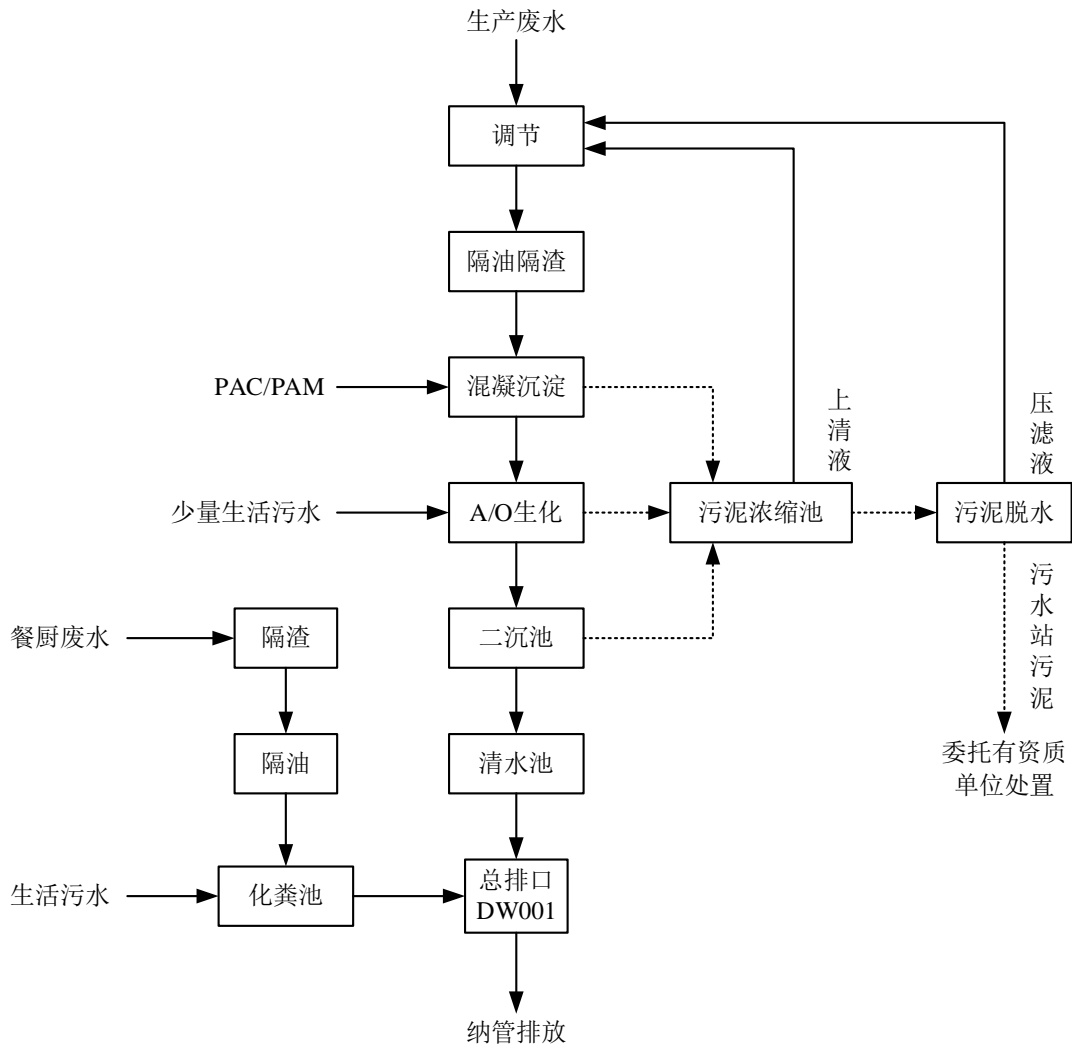 生产废水
调节
隔油隔渣
PAC/PAM
混凝沉淀
上清液
压滤液
少量生活污水
A/O生化
污泥浓缩池
污泥脱水
污水站污泥
餐厨废水
隔渣
二沉池
隔油
清水池
委托有资质
单位处置
生活污水
化粪池
总排口
DW001
纳管排放